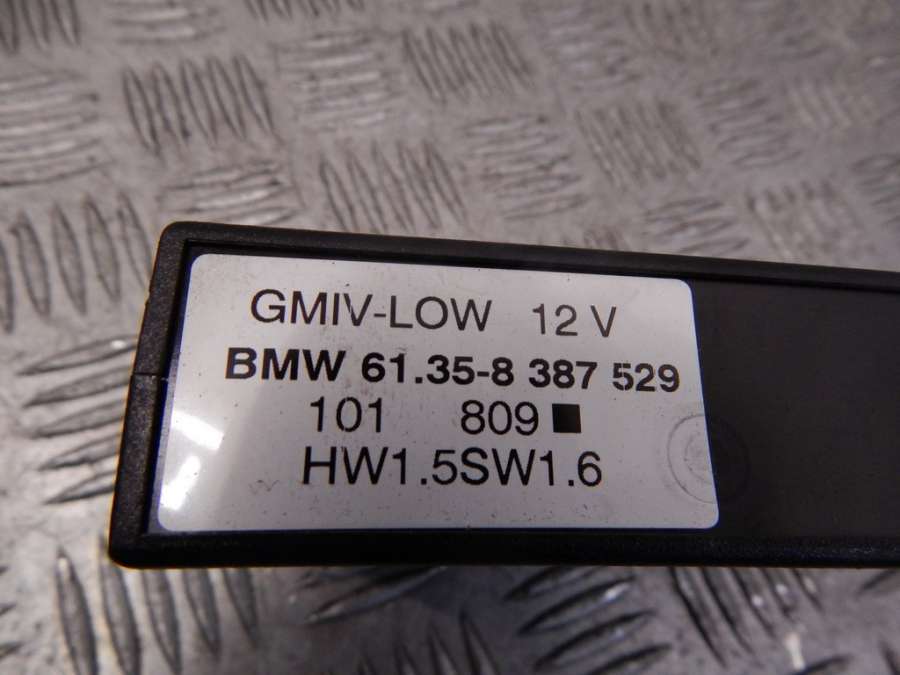 GMIV-LOW 12 V
BMW 61.35-8 387 529
101 809
HW1.5SW1.6